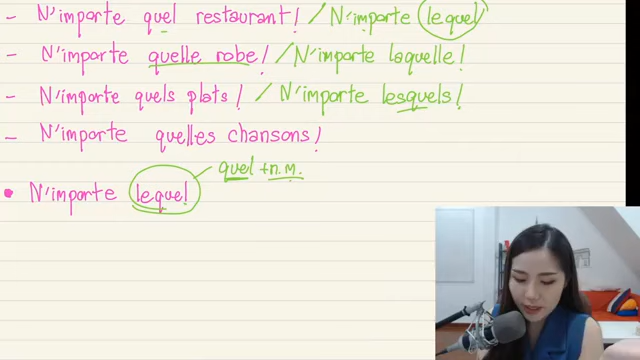 - N'importe quel restaurant! / N'importe lequel
- N'importe quelle robe! / N'importe laquelle!
- N'importe quels plats! / N'importe lesquels!
- N'importe quelles chansons!
quel + n.m.
• N'importe lequel